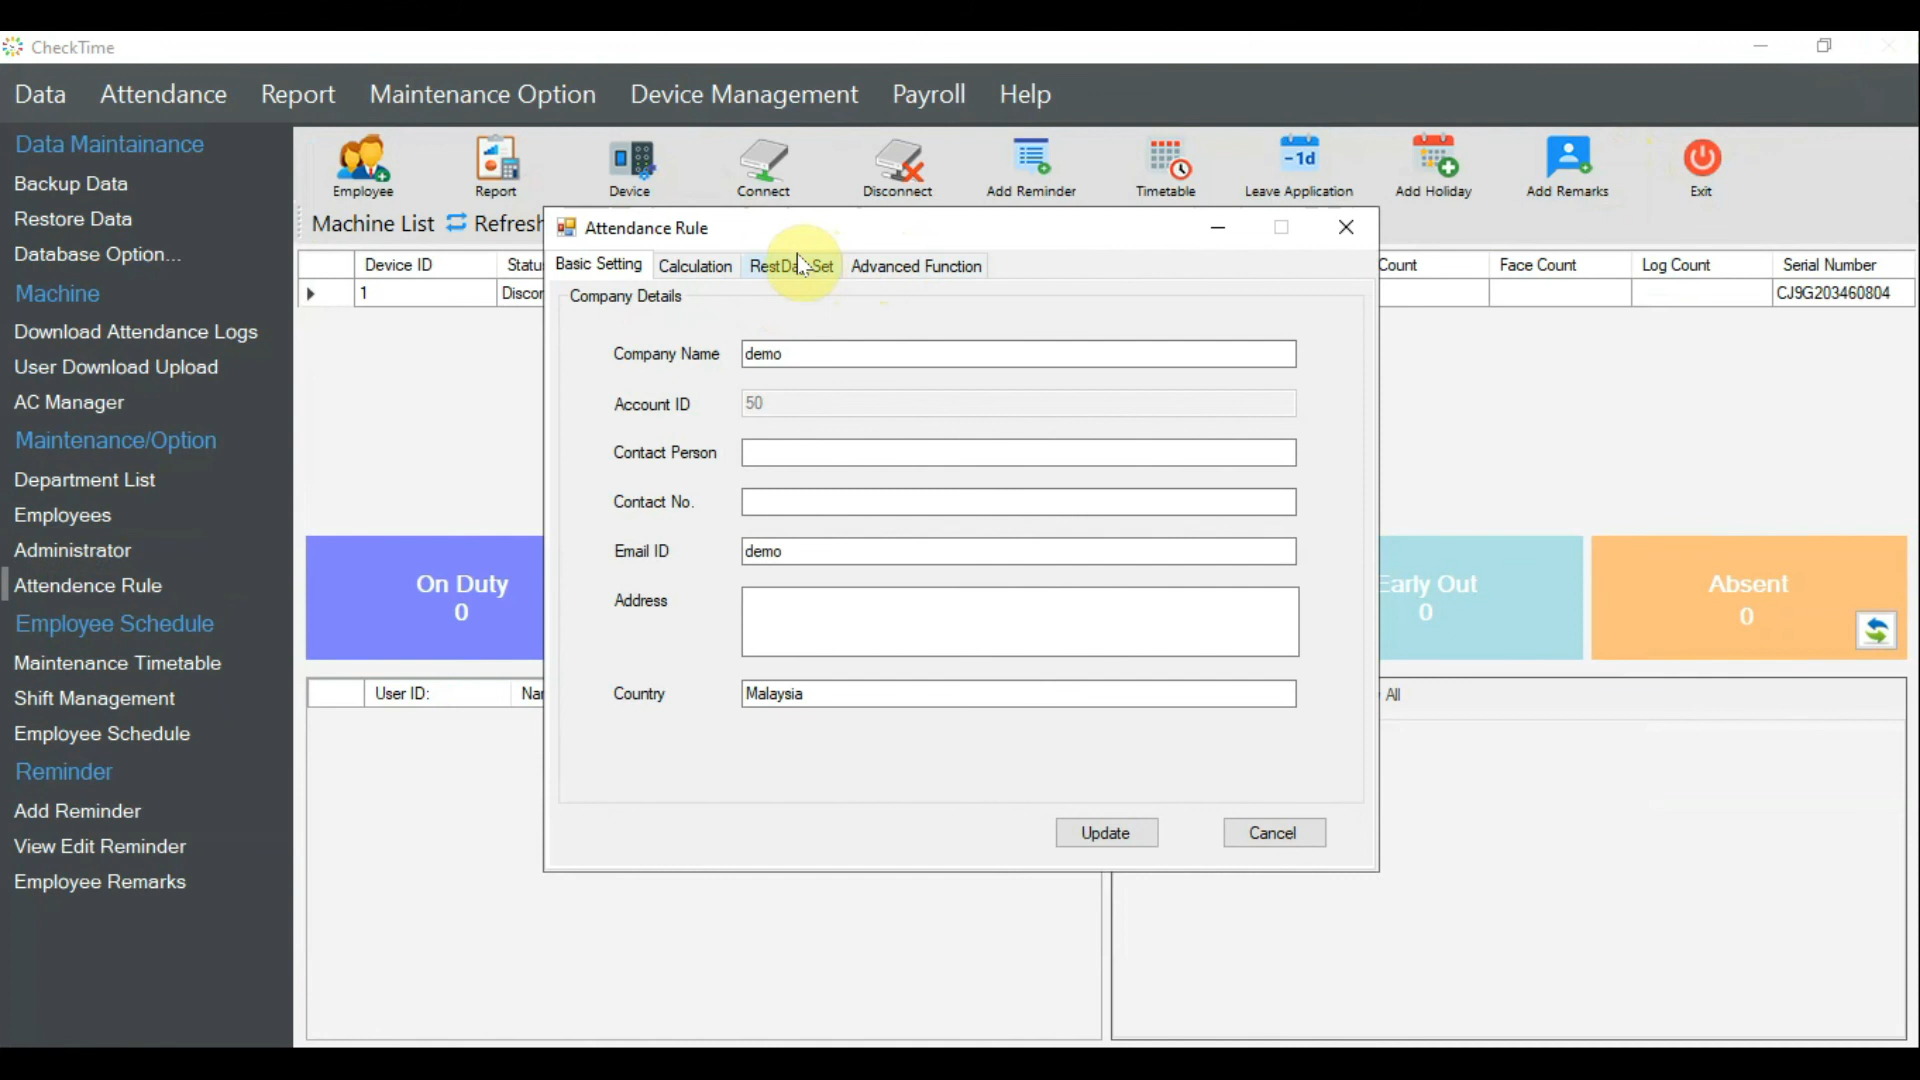 CheckTime
Data Attendance Report Maintenance Option Device Management Payroll Help
Data Maintainance
Backup Data
Restore Data
Database Option...
Machine
Download Attendance Logs
User Download Upload
AC Manager
Maintenance/Option
Department List
Employees
Administrator
Attendence Rule
Employee Schedule
Maintenance Timetable
Shift Management
Employee Schedule
Reminder
Add Reminder
View Edit Reminder
Employee Remarks
Employee Report Device Connect Disconnect Add Reminder Timetable -1d Leave Application Add Holiday Add Remarks Exit
Machine List Refresh
Device ID Count Face Count Log Count Serial Number
1 CJ9G203460804
Attendance Rule
Basic Setting Calculation Advanced Function
Company Details
Company Name demo
Account ID 50
Contact Person
Contact No.
Email ID demo
Address
Country Malaysia
Update Cancel
On Duty
0
Early Out
0
Absent
0
User ID:
All